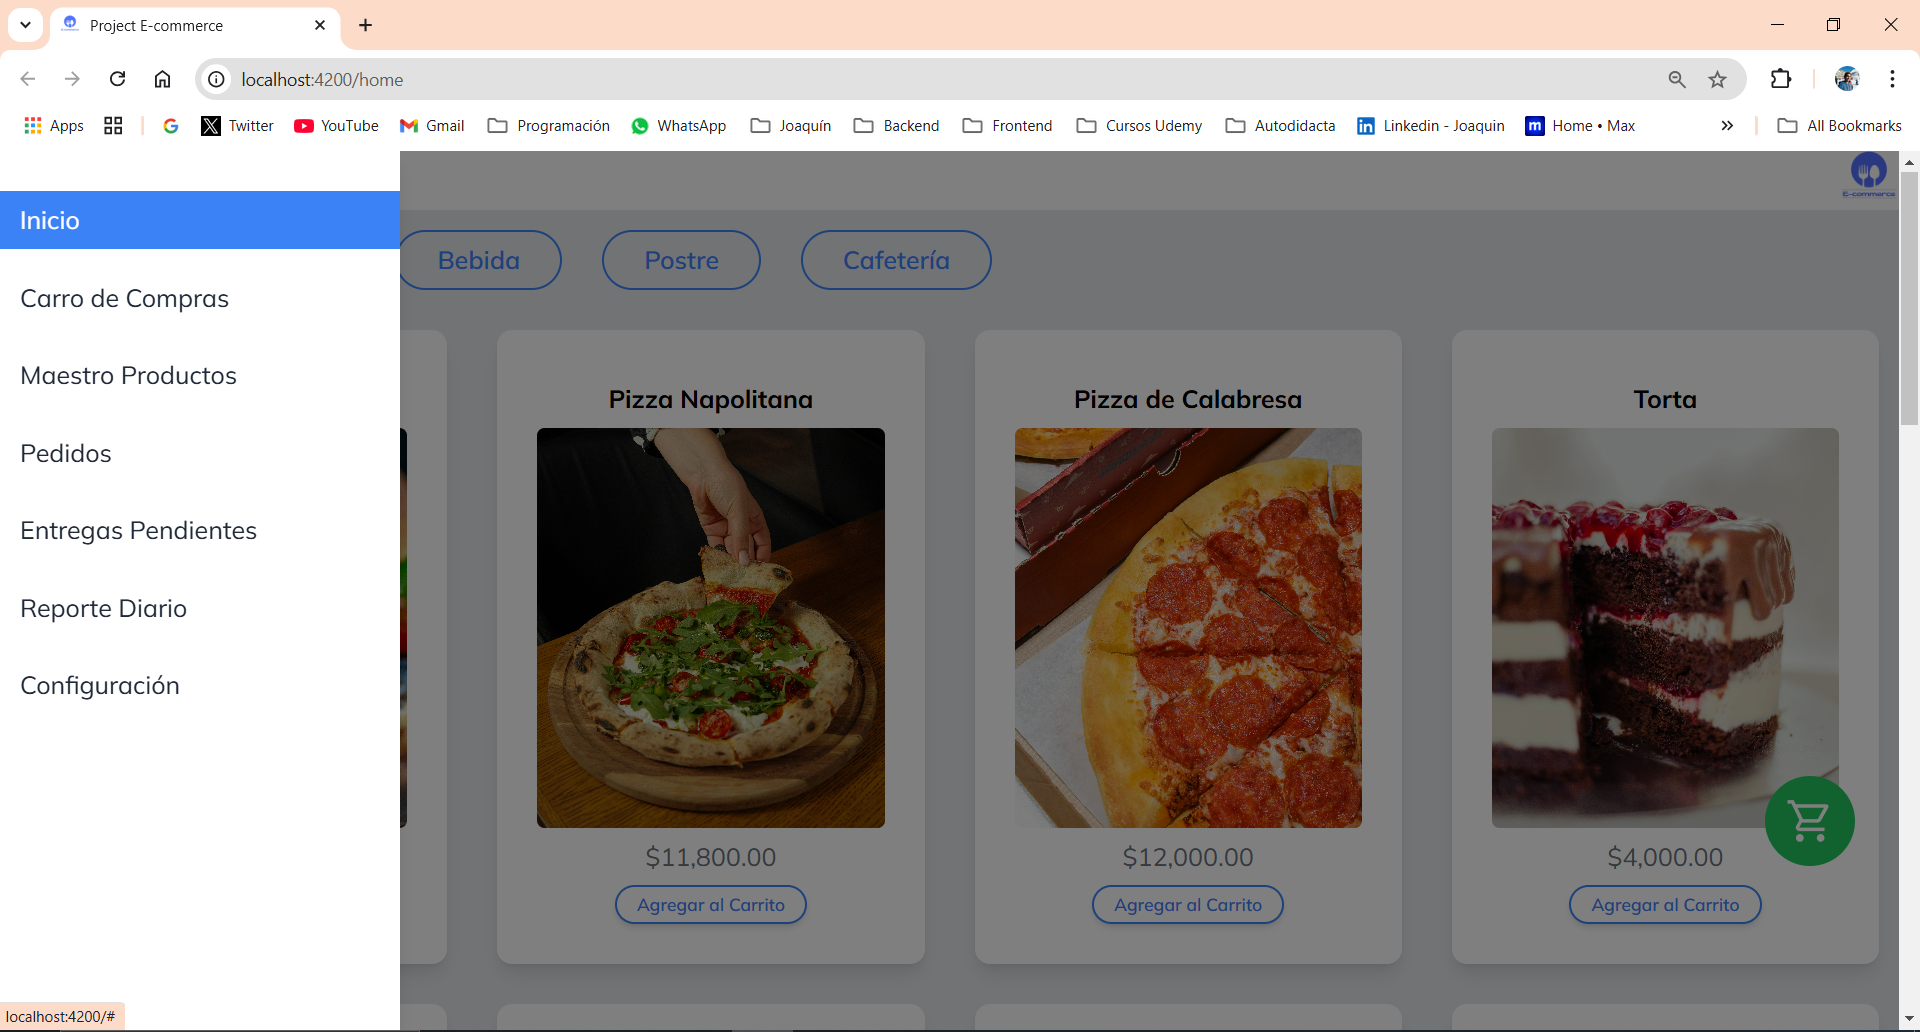 Project E-commerce
localhost:4200/home
Apps
Twitter
YouTube
Gmail
Programación
WhatsApp
Joaquín
Backend
Frontend
Cursos Udemy
Autodidacta
Linkedin - Joaquin
Home • Max
All Bookmarks
E-commerce
Inicio
Carro de Compras
Maestro Productos
Pedidos
Entregas Pendientes
Reporte Diario
Configuración
Bebida
Postre
Cafetería
Pizza Napolitana
$11,800.00
Agregar al Carrito
Pizza de Calabresa
$12,000.00
Agregar al Carrito
Torta
$4,000.00
Agregar al Carrito
localhost:4200/#